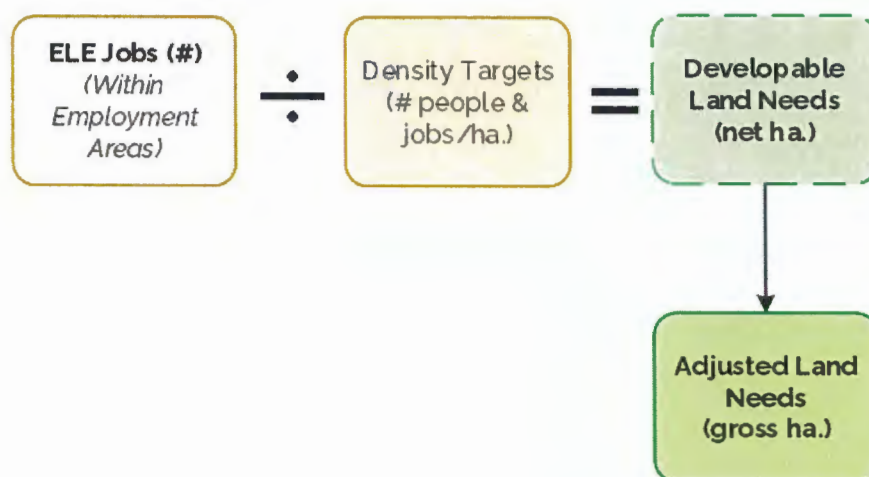 ELE Jobs (#)
(Within
Employment
Areas)
÷
Density Targets
(# people &
jobs/ha.)
=
Developable
Land Needs
(net ha.)
Adjusted Land
Needs
(gross ha.)